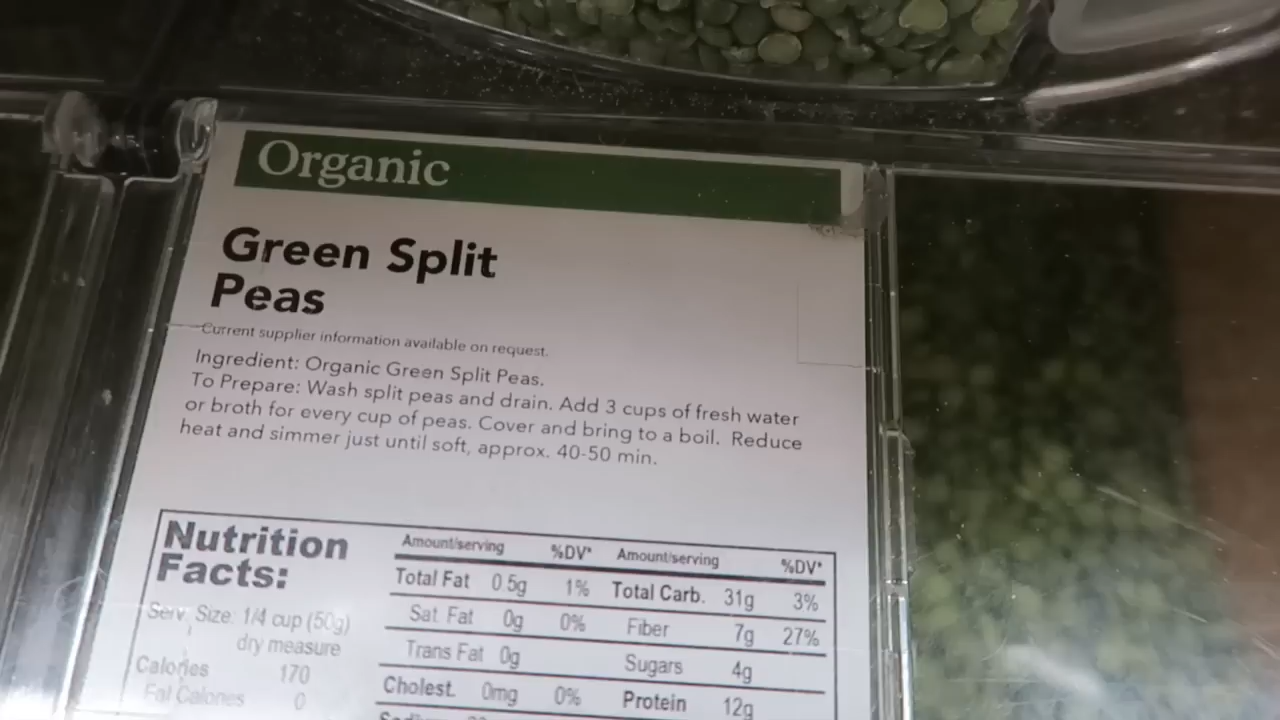 Organic
Green Split
Peas
Current supplier information available on request.
Ingredient: Organic Green Split Peas.
To Prepare: Wash split peas and drain. Add 3 cups of fresh water
or broth for every cup of peas. Cover and bring to a boil. Reduce
heat and simmer just until soft, approx. 40-50 min.
Nutrition
Facts:
Serv. Size: 1/4 cup (50g)
dry measure
Calories 170
Fat Calories 0
Amount/serving %DV* Amount/serving %DV*
Total Fat 0.5g 1% Total Carb. 31g 3%
Sat Fat 0g 0% Fiber 7g 27%
Trans Fat 0g Sugars 4g
Cholest. 0mg 0% Protein 12g